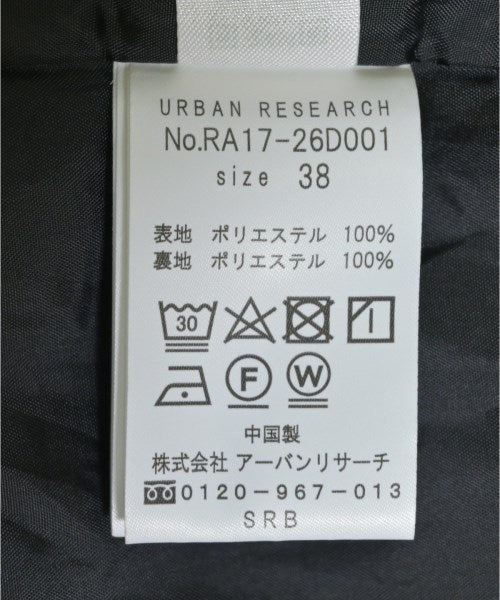 URBAN RESEARCH
No.RA17-26D001
size 38
表地 ポリエステル 100%
裏地 ポリエステル 100%
30
F W
中国製
株式会社 アーバンリサーチ
0120-967-013
SRB